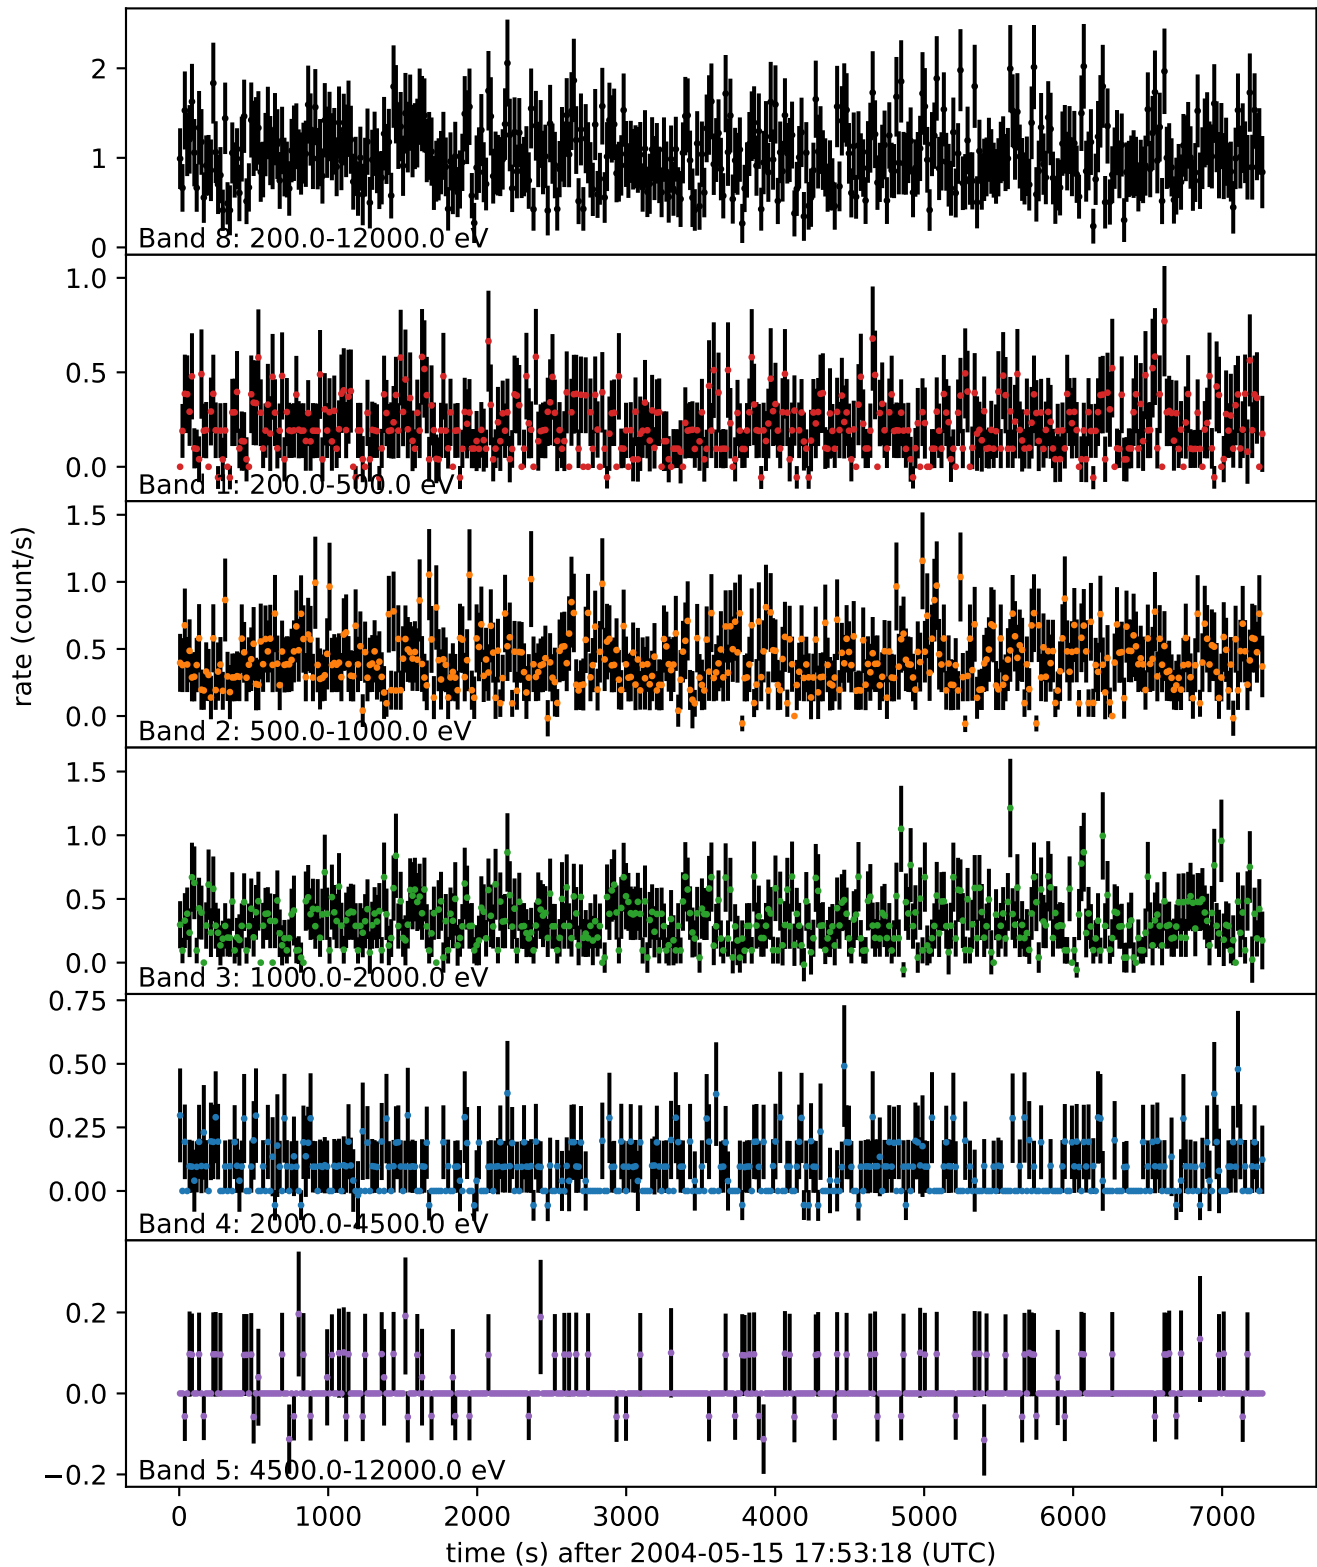 2
1
0
Band 8: 200.0-12000.0 eV
1.0
0.5
0.0
Band 1: 200.0-500.0 eV
1.5
1.0
0.5
0.0
Band 2: 500.0-1000.0 eV
rate (count/s)
1.5
1.0
0.5
0.0
Band 3: 1000.0-2000.0 eV
0.75
0.50
0.25
0.00
Band 4: 2000.0-4500.0 eV
0.2
0.0
−0.2
Band 5: 4500.0-12000.0 eV
0 1000 2000 3000 4000 5000 6000 7000
time (s) after 2004-05-15 17:53:18 (UTC)